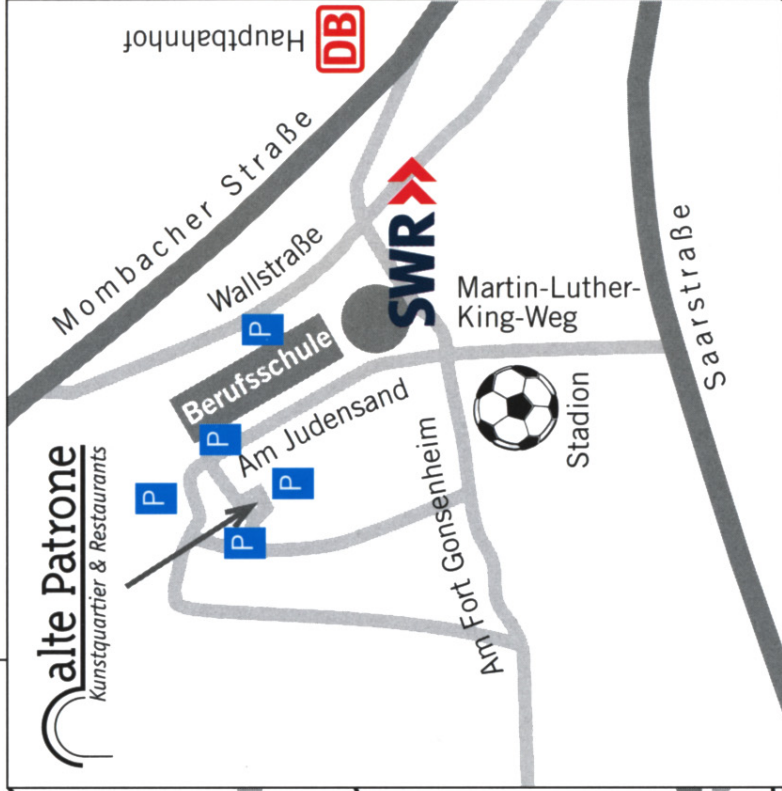 alte Patrone
Kunstquartier & Restaurants
Mombacher Straße
Hauptbahnhof
DB
Wallstraße
SWR
Berufsschule
Martin-Luther-
King-Weg
Saarstraße
Am Judensand
Stadion
Am Fort Gonsenheim
P
P
P
P
P